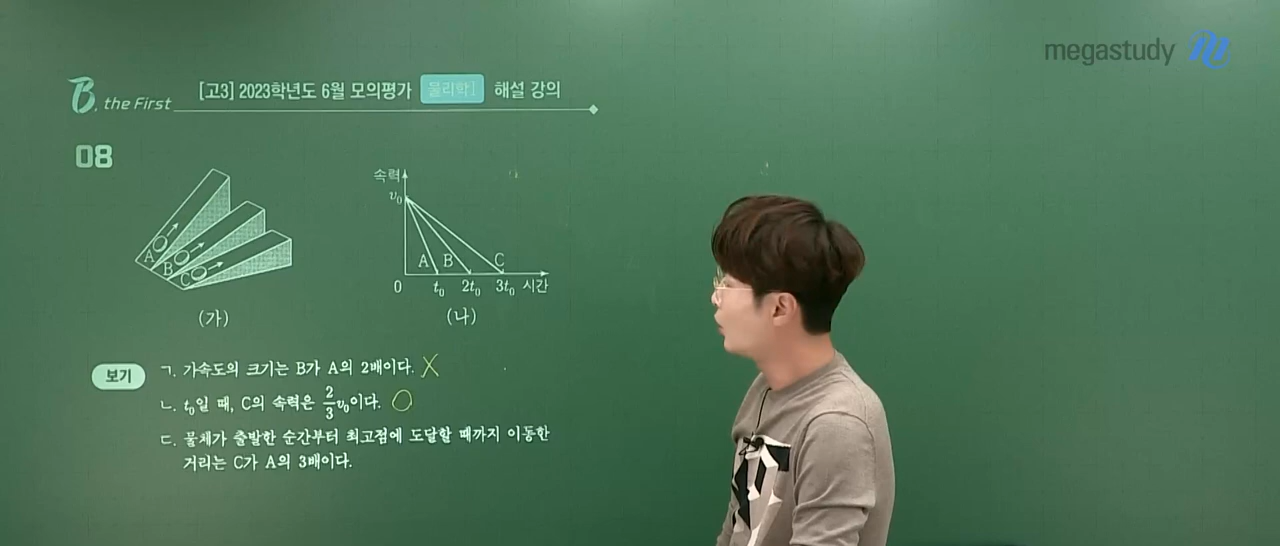 megastudy
B. the First [고3] 2023학년도 6월 모의평가 물리학Ⅰ 해설 강의
08
속력
v₀
A B C
A B C
0 t₀ 2t₀ 3t₀ 시간
(가)
(나)
보기
ㄱ. 가속도의 크기는 B가 A의 2배이다. X
ㄴ. t₀일 때, C의 속력은 2/3v₀이다. O
ㄷ. 물체가 출발한 순간부터 최고점에 도달할 때까지 이동한
거리는 C가 A의 3배이다.